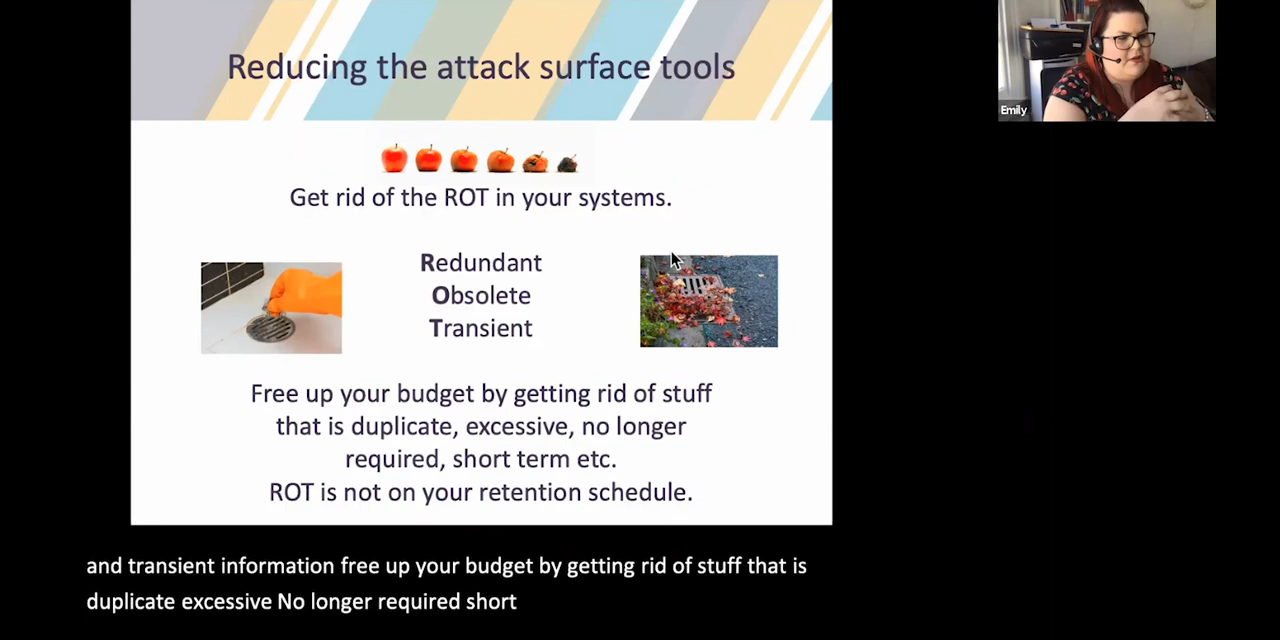 Reducing the attack surface tools
Emily
Get rid of the ROT in your systems.
Redundant
Obsolete
Transient
Free up your budget by getting rid of stuff
that is duplicate, excessive, no longer
required, short term etc.
ROT is not on your retention schedule.
and transient information free up your budget by getting rid of stuff that is
duplicate excessive No longer required short